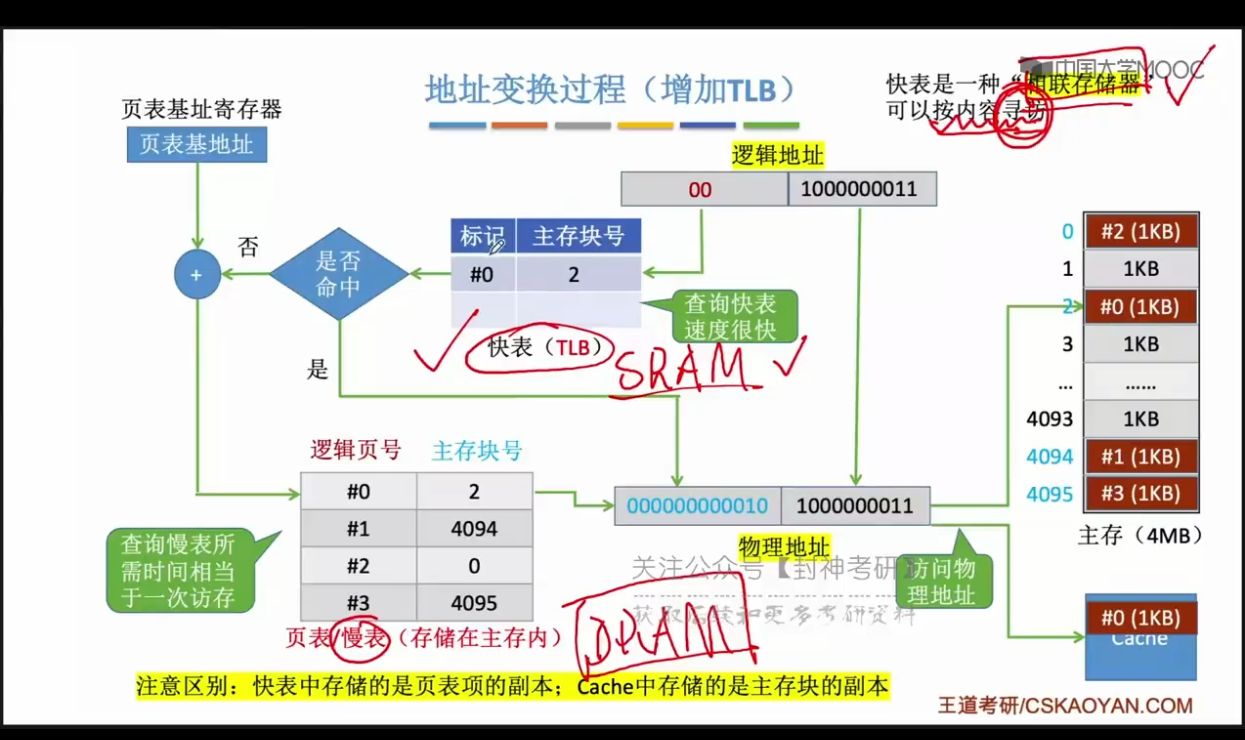 地址变换过程（增加TLB）
快表是一种“相联存储器”
可以按内容寻访
中国大学MOOC
页表基址寄存器
页表基地址
逻辑地址
00 1000000011
标记 主存块号
#0 2
否
是否
命中
+
查询快表
速度很快
快表（TLB）
SRAM
是
0 #2 (1KB)
1 1KB
2 #0 (1KB)
3 1KB
... ......
4093 1KB
4094 #1 (1KB)
4095 #3 (1KB)
主存（4MB）
逻辑页号 主存块号
#0 2
#1 4094
#2 0
#3 4095
000000000010 1000000011
物理地址
查询慢表所
需时间相当
于一次访存
访问物
理地址
关注公众号【封神考研】
获取后续和更多考研资料
页表/慢表（存储在主存内）
DRAM
#0 (1KB)
Cache
注意区别：快表中存储的是页表项的副本；Cache中存储的是主存块的副本
王道考研/CSKAOYAN.COM